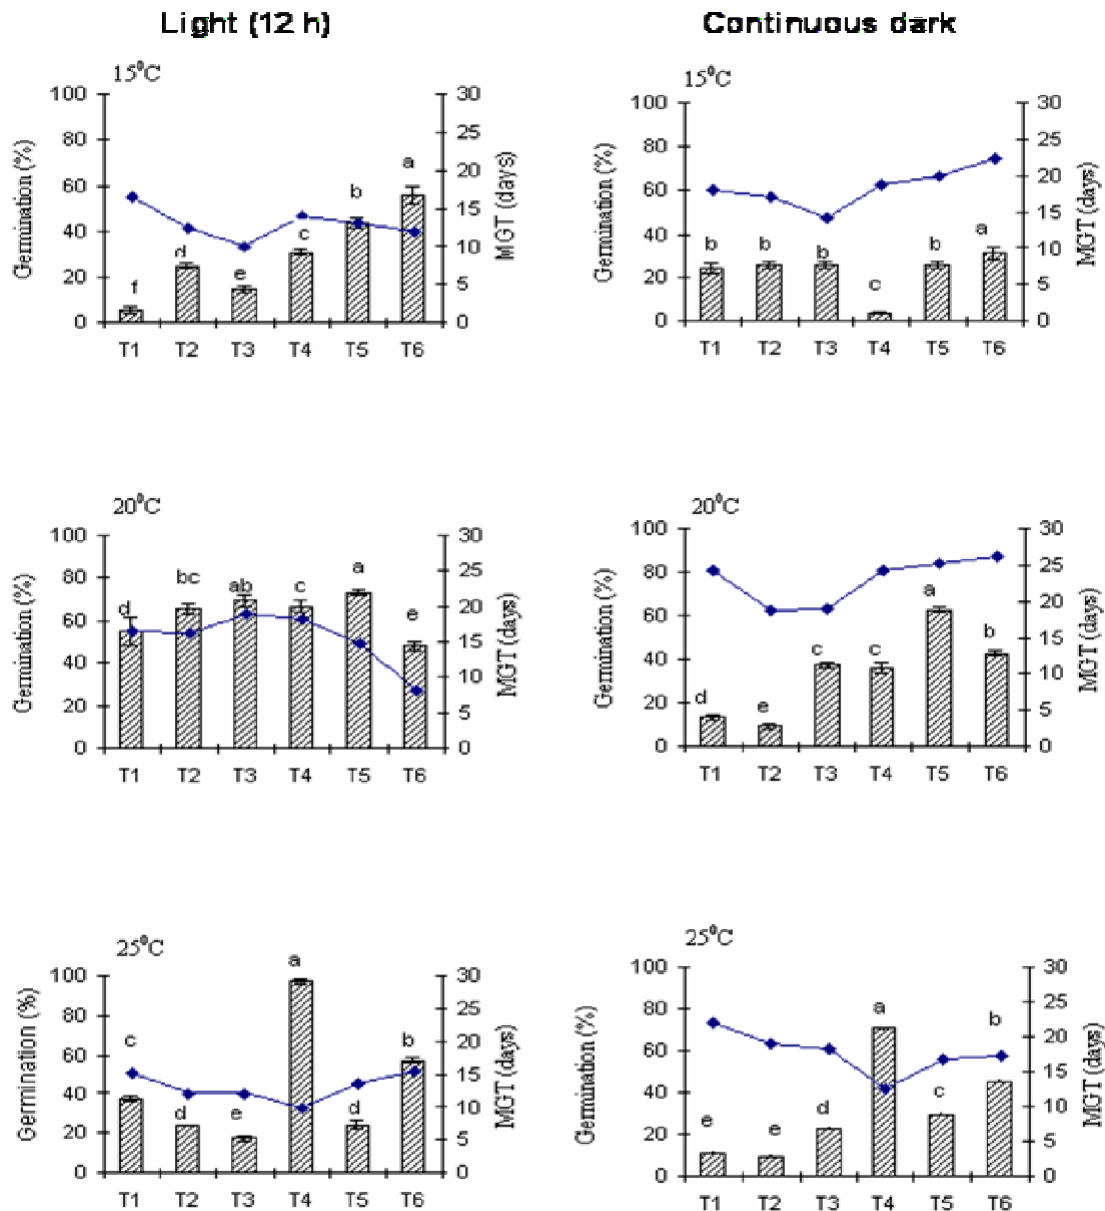 Light (12 h)
Continuous dark
15⁰C
100
80
60
40
20
0
Germination (%)
30
25
20
15
10
5
0
MGT (days)
f
d
e
c
b
a
T1 T2 T3 T4 T5 T6
15⁰C
100
80
60
40
20
0
Germination (%)
30
25
20
15
10
5
0
MGT (days)
b
b
b
c
b
a
T1 T2 T3 T4 T5 T6
20⁰C
100
80
60
40
20
0
Germination (%)
30
25
20
15
10
5
0
MGT (days)
d
bc
ab
c
a
e
T1 T2 T3 T4 T5 T6
20⁰C
100
80
60
40
20
0
Germination (%)
30
25
20
15
10
5
0
MGT (days)
d
e
c
c
a
b
T1 T2 T3 T4 T5 T6
25⁰C
100
80
60
40
20
0
Germination (%)
30
25
20
15
10
5
0
MGT (days)
c
d
e
a
d
b
T1 T2 T3 T4 T5 T6
25⁰C
100
80
60
40
20
0
Germination (%)
30
25
20
15
10
5
0
MGT (days)
e
e
d
a
c
b
T1 T2 T3 T4 T5 T6